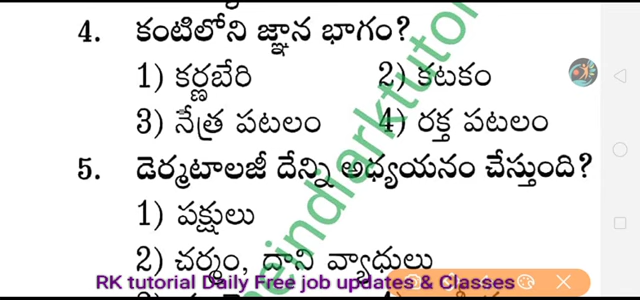 4. కంటిలోని జ్ఞాన భాగం?
1) కర్ణబేరి 2) కటకం
3) నేత్ర పటలం 4) రక్త పటలం
5. డెర్మటాలజీ దేన్ని అధ్యయనం చేస్తుంది?
1) పక్షులు
2) చర్మం, దాని వ్యాధులు
RK tutorial Daily Free job updates & Classes